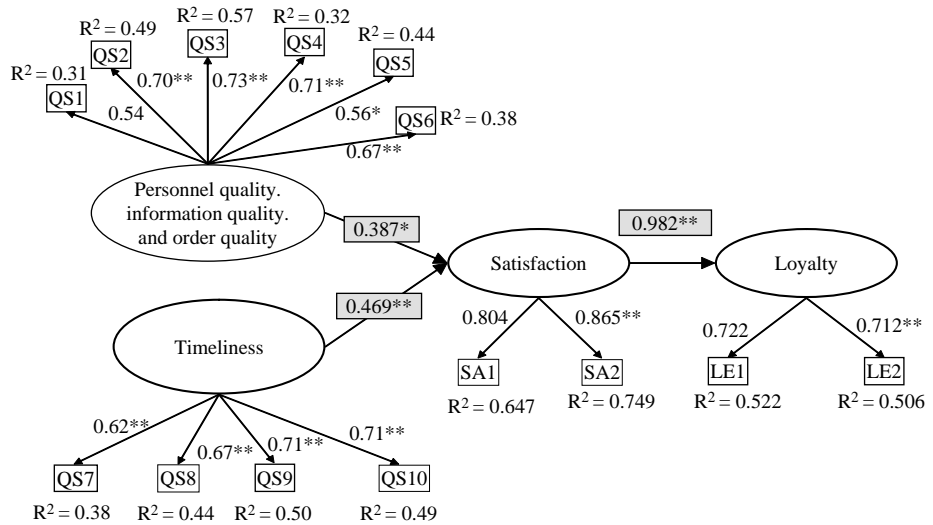 R² = 0.57
R² = 0.32
R² = 0.49
R² = 0.44
QS3
QS4
QS2
QS5
R² = 0.31
QS1
0.70**
0.73**
0.71**
0.54
0.56*
QS6
R² = 0.38
0.67**
Personnel quality.
information quality.
and order quality
0.387*
0.982**
Satisfaction
Loyalty
0.469**
Timeliness
0.804
0.865**
0.722
0.712**
SA1
SA2
LE1
LE2
R² = 0.647
R² = 0.749
R² = 0.522
R² = 0.506
0.62**
0.67**
0.71**
0.71**
QS7
QS8
QS9
QS10
R² = 0.38
R² = 0.44
R² = 0.50
R² = 0.49